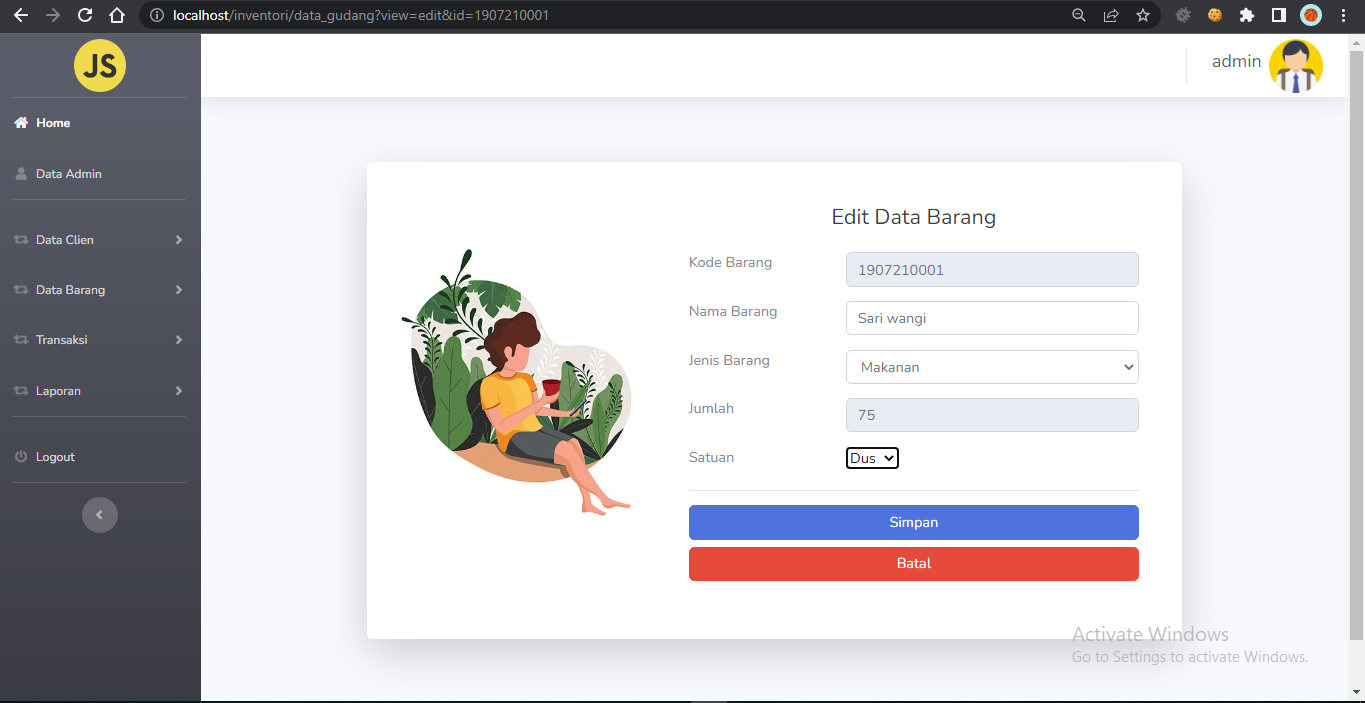 localhost/inventori/data_gudang?view=edit&id=1907210001
JS
admin
Home
Data Admin
Data Clien
Data Barang
Transaksi
Laporan
Logout
Edit Data Barang
Kode Barang 1907210001
Nama Barang Sari wangi
Jenis Barang Makanan
Jumlah 75
Satuan Dus
Simpan
Batal
Activate Windows
Go to Settings to activate Windows.